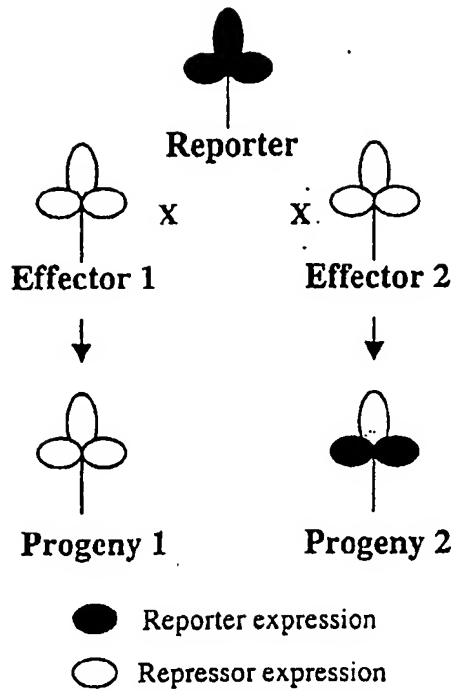 Reporter
X X
Effector 1 Effector 2
Progeny 1 Progeny 2
Reporter expression
Repressor expression